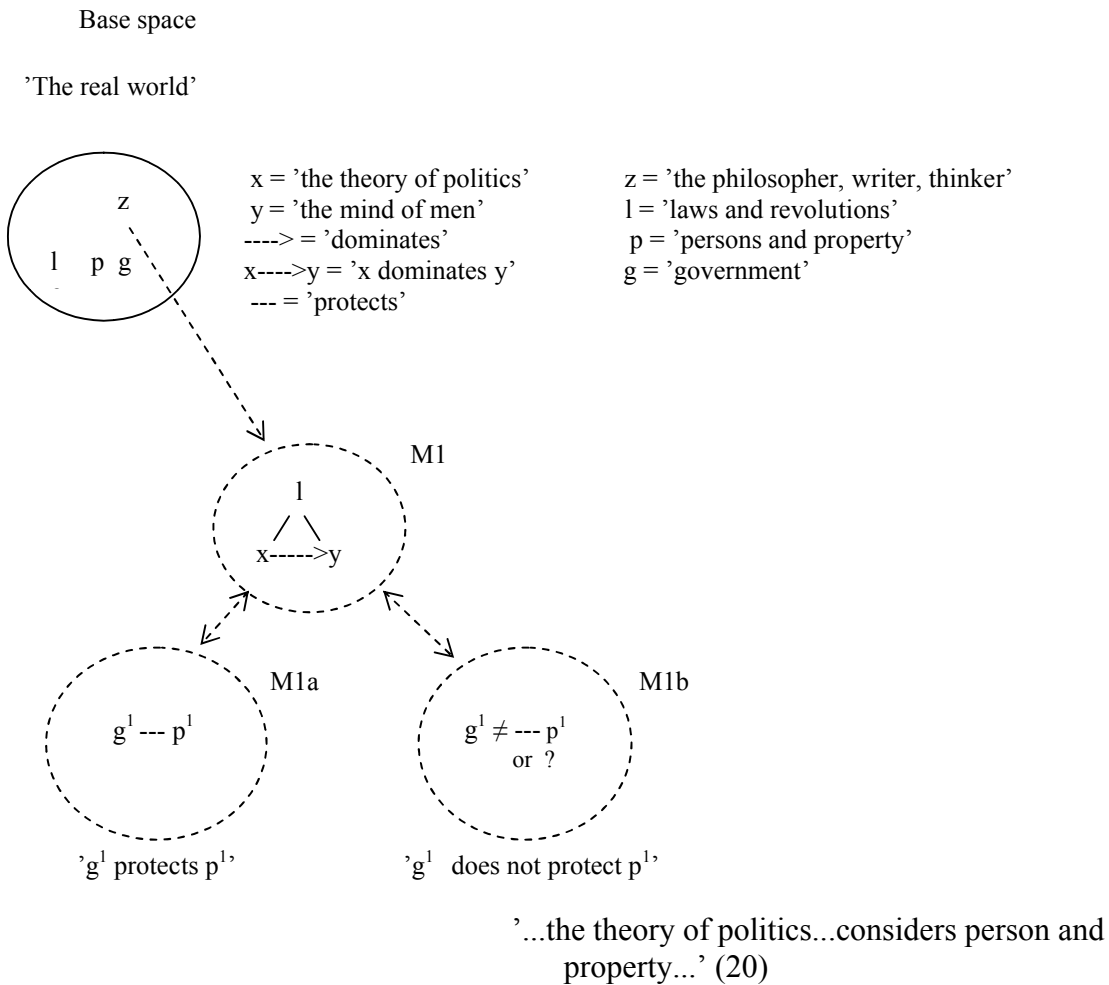 Base space
’The real world’
z
l p g
x = ’the theory of politics’
y = ’the mind of men’
----> = ’dominates’
x---->y = ’x dominates y’
--- = ’protects’
z = ’the philosopher, writer, thinker’
l = ’laws and revolutions’
p = ’persons and property’
g = ’government’
M1
l
x----->y
M1a
g¹ --- p¹
M1b
g¹ ≠ --- p¹
or ?
’g¹ protects p¹’
’g¹ does not protect p¹’
’...the theory of politics...considers person and
property...’ (20)